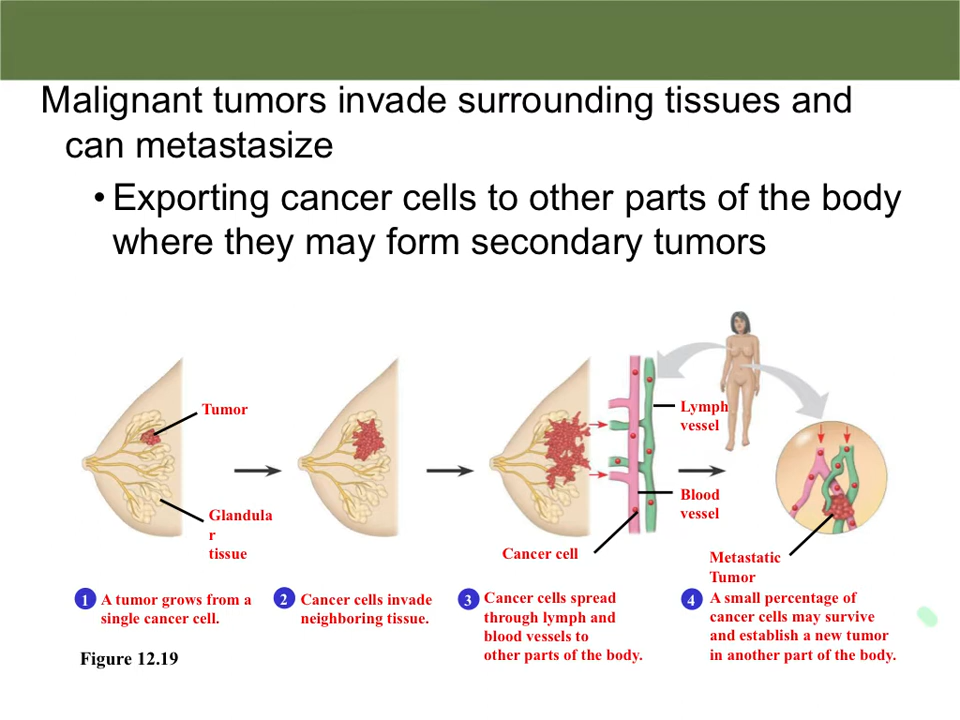 Malignant tumors invade surrounding tissues and
can metastasize
• Exporting cancer cells to other parts of the body
where they may form secondary tumors
Tumor
Glandula
r
tissue
Lymph
vessel
Blood
vessel
Cancer cell
Metastatic
Tumor
1 A tumor grows from a
single cancer cell.
2 Cancer cells invade
neighboring tissue.
3 Cancer cells spread
through lymph and
blood vessels to
other parts of the body.
4 A small percentage of
cancer cells may survive
and establish a new tumor
in another part of the body.
Figure 12.19